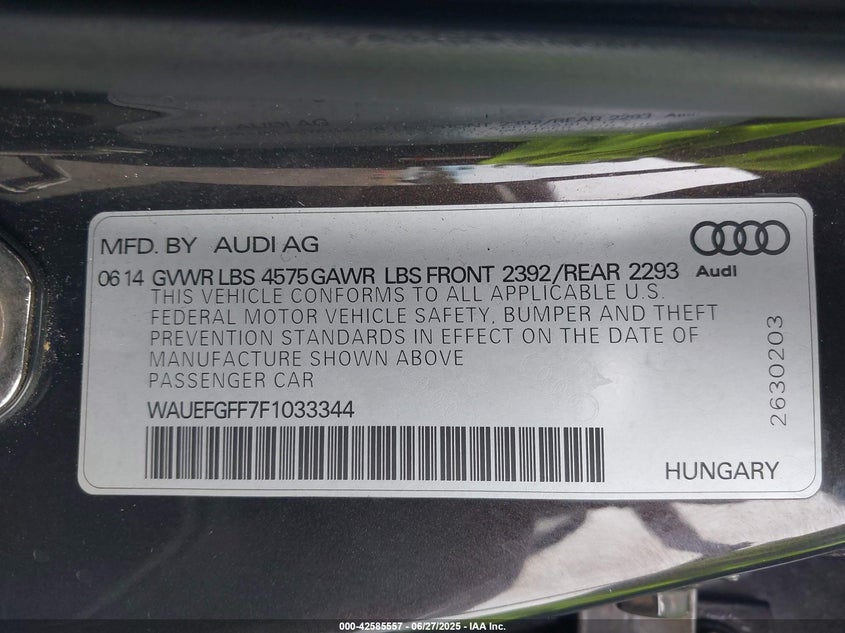 MFD. BY AUDI AG
Audi
06 14 GVWR LBS 4575 GAWR LBS FRONT 2392/REAR 2293
THIS VEHICLE CONFORMS TO ALL APPLICABLE U.S.
FEDERAL MOTOR VEHICLE SAFETY, BUMPER AND THEFT
PREVENTION STANDARDS IN EFFECT ON THE DATE OF
MANUFACTURE SHOWN ABOVE
PASSENGER CAR
WAUEFGFF7F1033344
2630203
HUNGARY
000-42585557 - 06/27/2025 - IAA Inc.